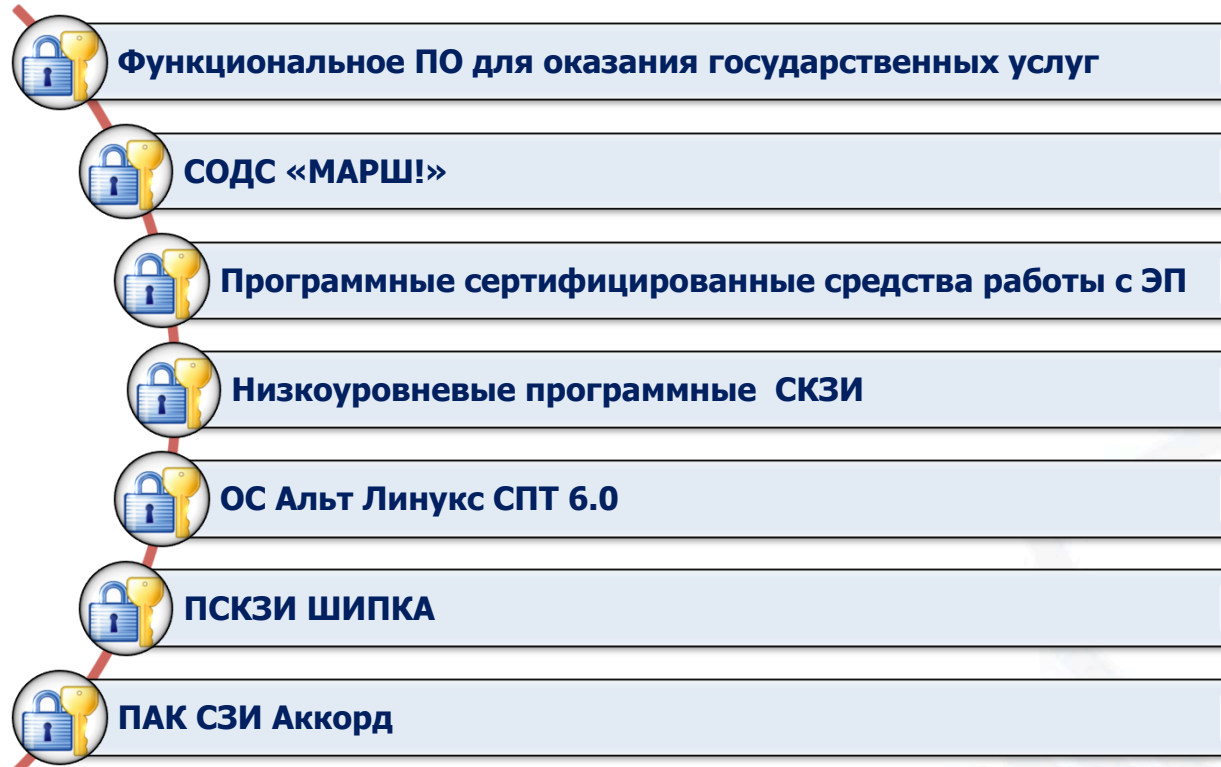 Функциональное ПО для оказания государственных услуг
СОДС «МАРШ!»
Программные сертифицированные средства работы с ЭП
Низкоуровневые программные СКЗИ
ОС Альт Линукс СПТ 6.0
ПСКЗИ ШИПКА
ПАК СЗИ Аккорд